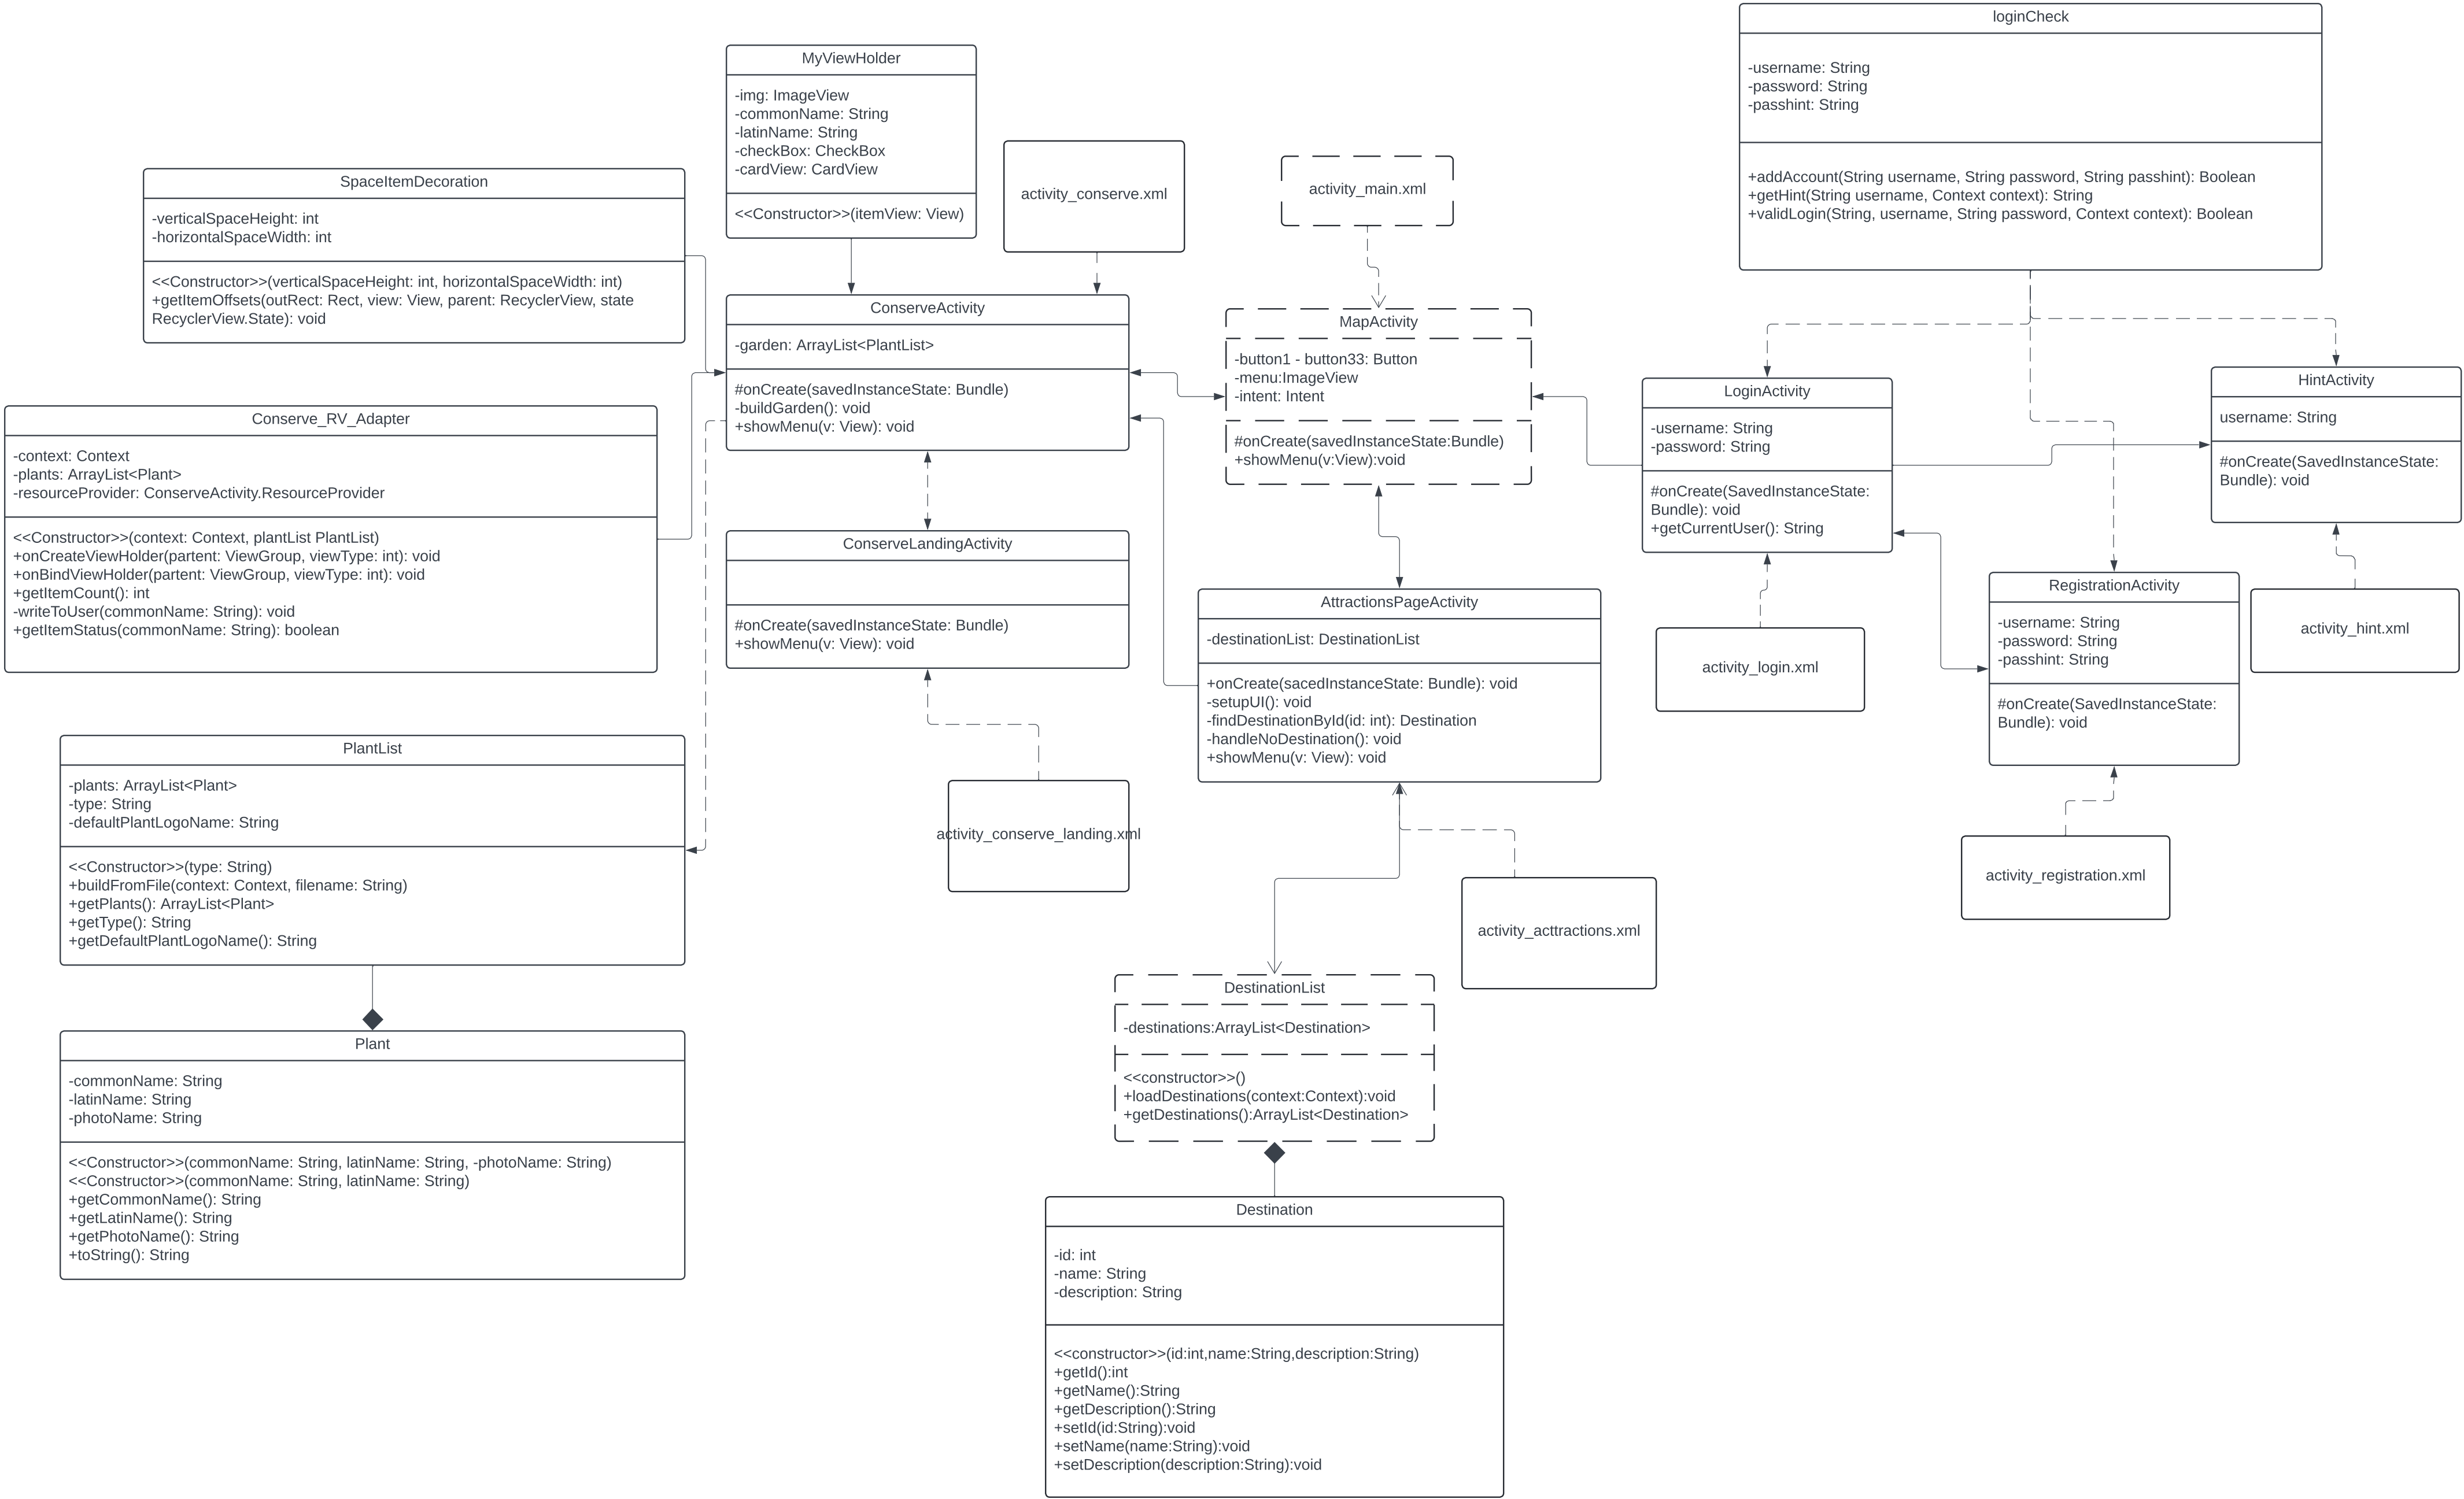 loginCheck
-username: String
-password: String
-passhint: String
+addAccount(String username, String password, String passhint): Boolean
+getHint(String username, Context context): String
+validLogin(String, username, String password, Context context): Boolean
MyViewHolder
-img: ImageView
-commonName: String
-latinName: String
-checkBox: CheckBox
-cardView: CardView
<<Constructor>>(itemView: View)
activity_conserve.xml
activity_main.xml
SpaceItemDecoration
-verticalSpaceHeight: int
-horizontalSpaceWidth: int
<<Constructor>>(verticalSpaceHeight: int, horizontalSpaceWidth: int)
+getItemOffsets(outRect: Rect, view: View, parent: RecyclerView, state
RecyclerView.State): void
ConserveActivity
-garden: ArrayList<PlantList>
#onCreate(savedInstanceState: Bundle)
-buildGarden(): void
+showMenu(v: View): void
MapActivity
-button1 - button33: Button
-menu:ImageView
-intent: Intent
#onCreate(savedInstanceState:Bundle)
+showMenu(v:View):void
LoginActivity
-username: String
-password: String
#onCreate(SavedInstanceState:
Bundle): void
+getCurrentUser(): String
HintActivity
username: String
#onCreate(SavedInstanceState:
Bundle): void
Conserve_RV_Adapter
-context: Context
-plants: ArrayList<Plant>
-resourceProvider: ConserveActivity.ResourceProvider
<<Constructor>>(context: Context, plantList PlantList)
+onCreateViewHolder(partent: ViewGroup, viewType: int): void
+onBindViewHolder(partent: ViewGroup, viewType: int): void
+getItemCount(): int
-writeToUser(commonName: String): void
+getItemStatus(commonName: String): boolean
ConserveLandingActivity
#onCreate(savedInstanceState: Bundle)
+showMenu(v: View): void
AttractionsPageActivity
-destinationList: DestinationList
+onCreate(sacedInstanceState: Bundle): void
-setupUI(): void
-findDestinationById(id: int): Destination
-handleNoDestination(): void
+showMenu(v: View): void
activity_login.xml
RegistrationActivity
-username: String
-password: String
-passhint: String
#onCreate(SavedInstanceState:
Bundle): void
activity_hint.xml
PlantList
-plants: ArrayList<Plant>
-type: String
-defaultPlantLogoName: String
<<Constructor>>(type: String)
+buildFromFile(context: Context, filename: String)
+getPlants(): ArrayList<Plant>
+getType(): String
+getDefaultPlantLogoName(): String
activity_conserve_landing.xml
activity_acttractions.xml
activity_registration.xml
DestinationList
-destinations:ArrayList<Destination>
<<constructor>>()
+loadDestinations(context:Context):void
+getDestinations():ArrayList<Destination>
Plant
-commonName: String
-latinName: String
-photoName: String
<<Constructor>>(commonName: String, latinName: String, -photoName: String)
<<Constructor>>(commonName: String, latinName: String)
+getCommonName(): String
+getLatinName(): String
+getPhotoName(): String
+toString(): String
Destination
-id: int
-name: String
-description: String
<<constructor>>(id:int,name:String,description:String)
+getId():int
+getName():String
+getDescription():String
+setId(id:String):void
+setName(name:String):void
+setDescription(description:String):void